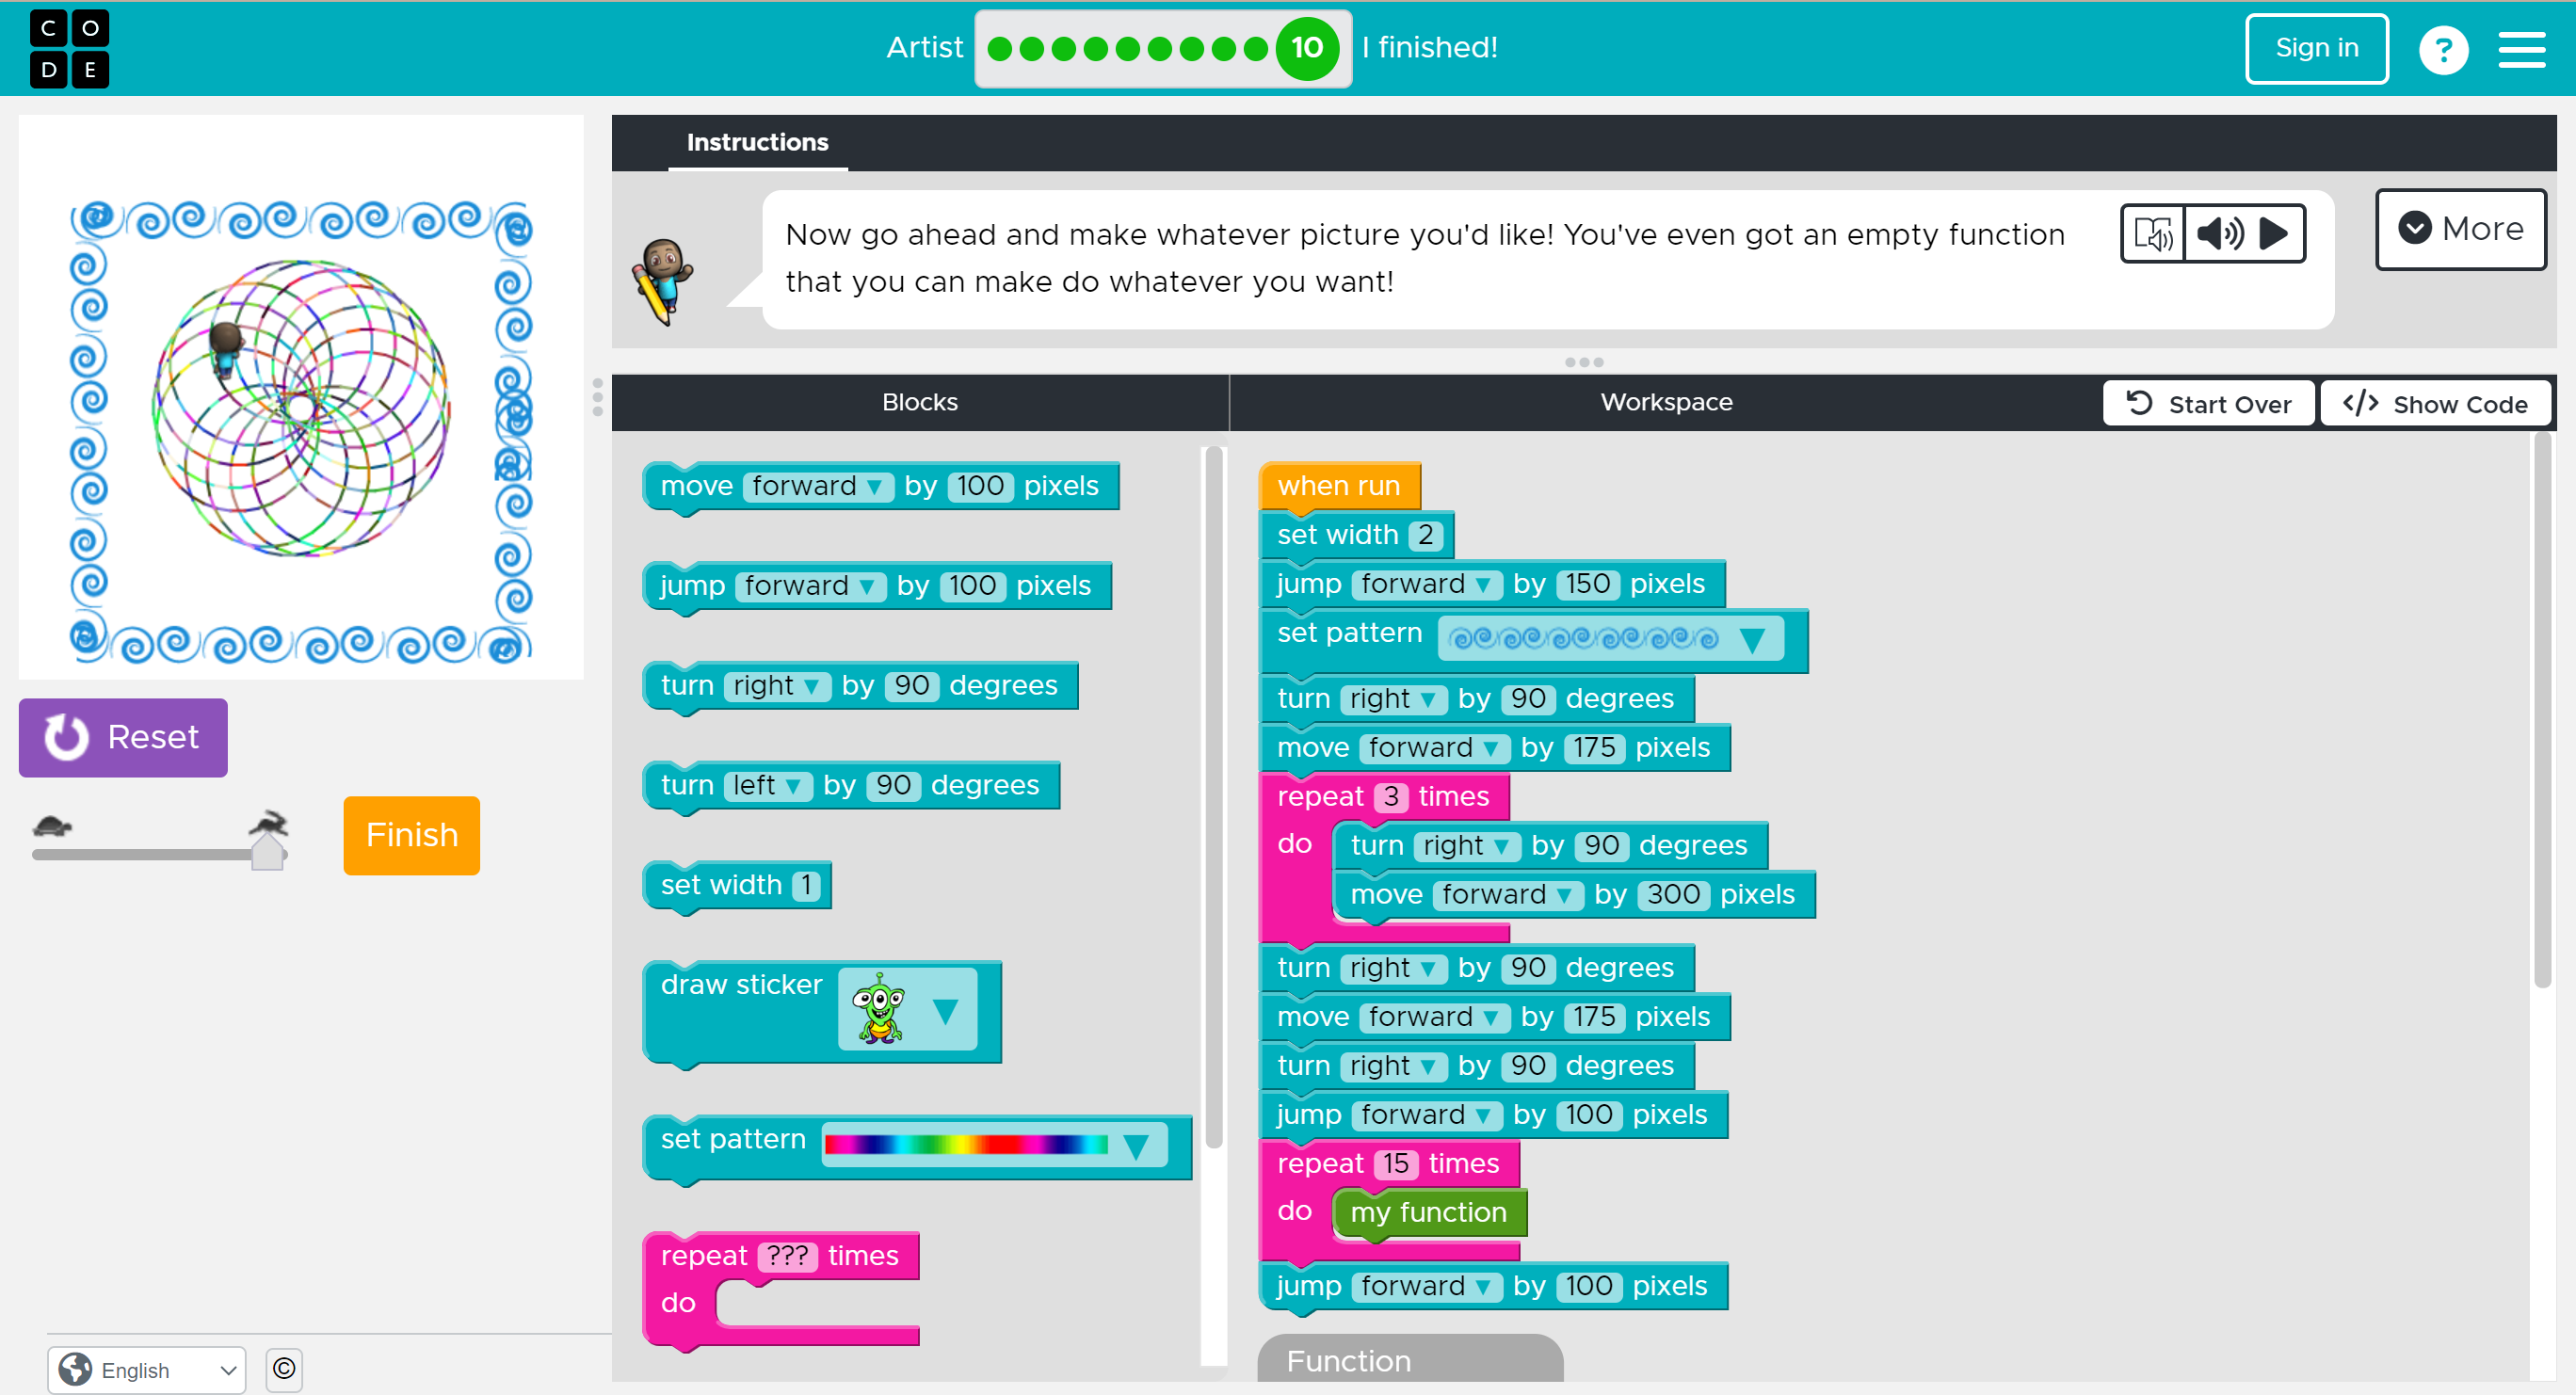 CO
DE
Artist
10
I finished!
Sign in
?
Instructions
Now go ahead and make whatever picture you'd like! You've even got an empty function
that you can make do whatever you want!
More
Blocks
Workspace
Start Over
</> Show Code
move forward ▼ by 100 pixels
jump forward ▼ by 100 pixels
turn right ▼ by 90 degrees
turn left ▼ by 90 degrees
set width 1
draw sticker ▼
set pattern ▼
repeat ??? times
do
when run
set width 2
jump forward ▼ by 150 pixels
set pattern ▼
turn right ▼ by 90 degrees
move forward ▼ by 175 pixels
repeat 3 times
do
turn right ▼ by 90 degrees
move forward ▼ by 300 pixels
turn right ▼ by 90 degrees
move forward ▼ by 175 pixels
turn right ▼ by 90 degrees
jump forward ▼ by 100 pixels
repeat 15 times
do my function
jump forward ▼ by 100 pixels
Function
Reset
Finish
English
©